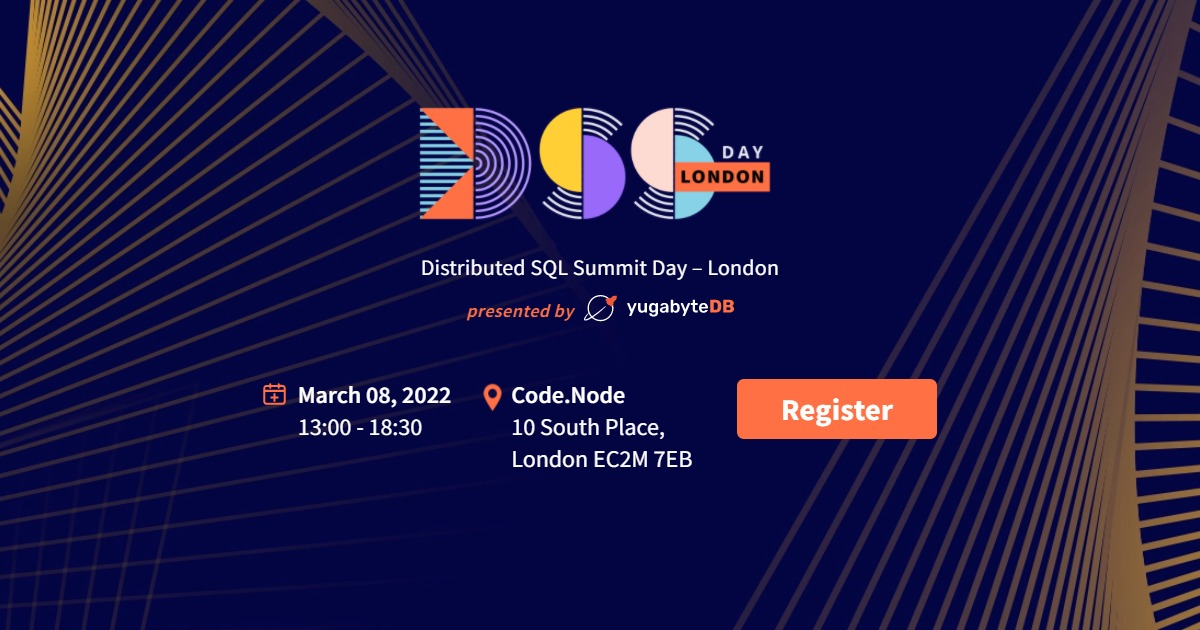 DSS
DAY
LONDON
Distributed SQL Summit Day – London
presented by yugabyteDB
March 08, 2022
13:00 - 18:30
Code.Node
10 South Place,
London EC2M 7EB
Register